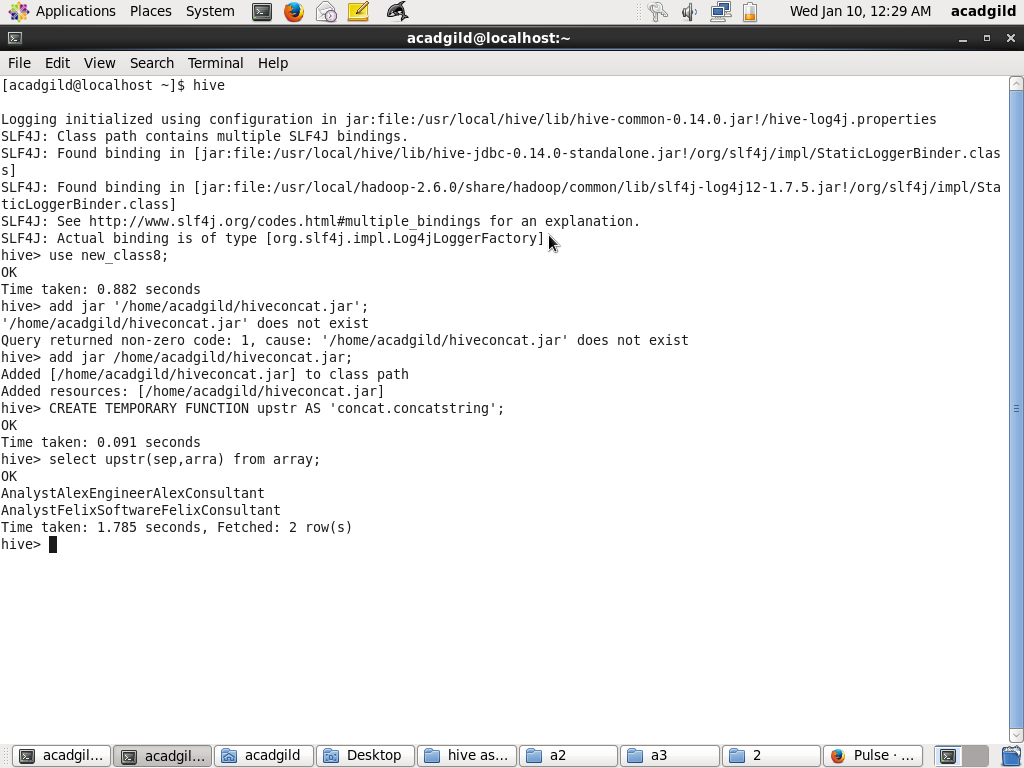 Applications Places System Wed Jan 10, 12:29 AM acadgild
acadgild@localhost:~
File Edit View Search Terminal Help
[acadgild@localhost ~]$ hive
Logging initialized using configuration in jar:file:/usr/local/hive/lib/hive-common-0.14.0.jar!/hive-log4j.properties
SLF4J: Class path contains multiple SLF4J bindings.
SLF4J: Found binding in [jar:file:/usr/local/hive/lib/hive-jdbc-0.14.0-standalone.jar!/org/slf4j/impl/StaticLoggerBinder.clas
s]
SLF4J: Found binding in [jar:file:/usr/local/hadoop-2.6.0/share/hadoop/common/lib/slf4j-log4j12-1.7.5.jar!/org/slf4j/impl/Sta
ticLoggerBinder.class]
SLF4J: See http://www.slf4j.org/codes.html#multiple_bindings for an explanation.
SLF4J: Actual binding is of type [org.slf4j.impl.Log4jLoggerFactory]
hive> use new_class8;
OK
Time taken: 0.882 seconds
hive> add jar '/home/acadgild/hiveconcat.jar';
'/home/acadgild/hiveconcat.jar' does not exist
Query returned non-zero code: 1, cause: '/home/acadgild/hiveconcat.jar' does not exist
hive> add jar /home/acadgild/hiveconcat.jar;
Added [/home/acadgild/hiveconcat.jar] to class path
Added resources: [/home/acadgild/hiveconcat.jar]
hive> CREATE TEMPORARY FUNCTION upstr AS 'concat.concatstring';
OK
Time taken: 0.091 seconds
hive> select upstr(sep,arra) from array;
OK
AnalystAlexEngineerAlexConsultant
AnalystFelixSoftwareFelixConsultant
Time taken: 1.785 seconds, Fetched: 2 row(s)
hive>
acadgil... acadgil... acadgild Desktop hive as... a2 a3 2 Pulse · ...